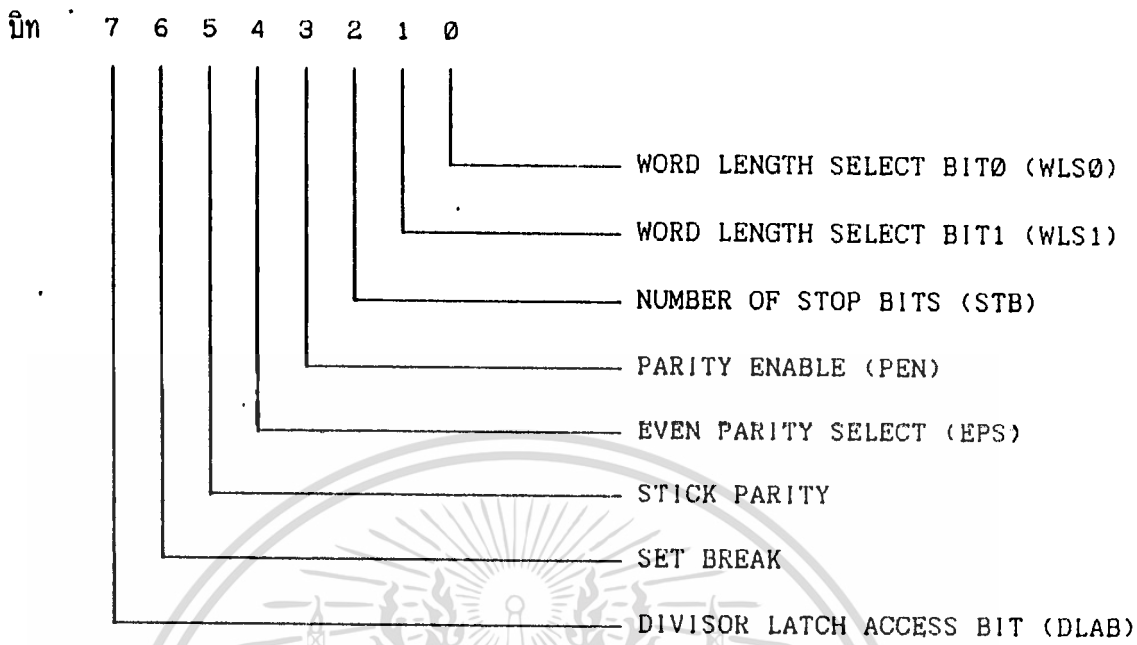 บิท 7 6 5 4 3 2 1 0
WORD LENGTH SELECT BIT0 (WLS0)
WORD LENGTH SELECT BIT1 (WLS1)
NUMBER OF STOP BITS (STB)
PARITY ENABLE (PEN)
EVEN PARITY SELECT (EPS)
STICK PARITY
SET BREAK
DIVISOR LATCH ACCESS BIT (DLAB)